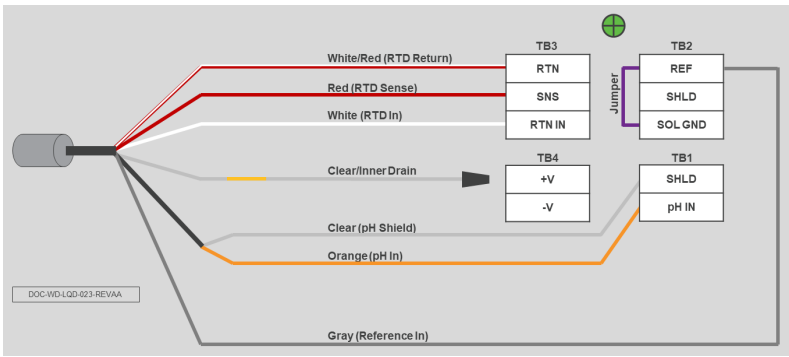 TB3
TB2
White/Red (RTD Return)
RTN
REF
Red (RTD Sense)
SNS
SHLD
Jumper
White (RTD In)
RTN IN
SOL GND
TB4
TB1
Clear/Inner Drain
+V
SHLD
-V
pH IN
Clear (pH Shield)
Orange (pH In)
DOC-WD-LQD-023-REVAA
Gray (Reference In)